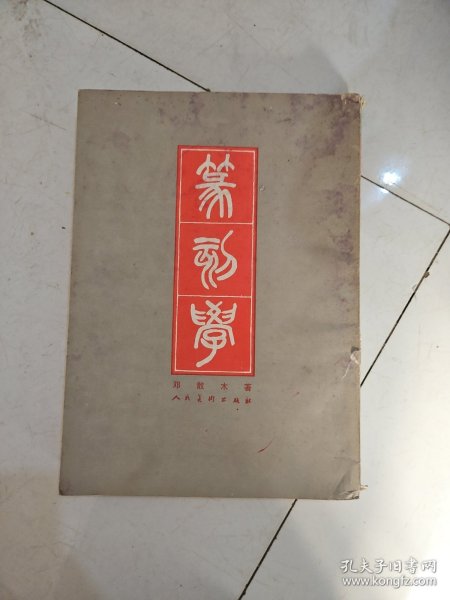 篆
刻
學
邓散木著
人民美术出版社
孔夫子旧书网
www.kongfz.com